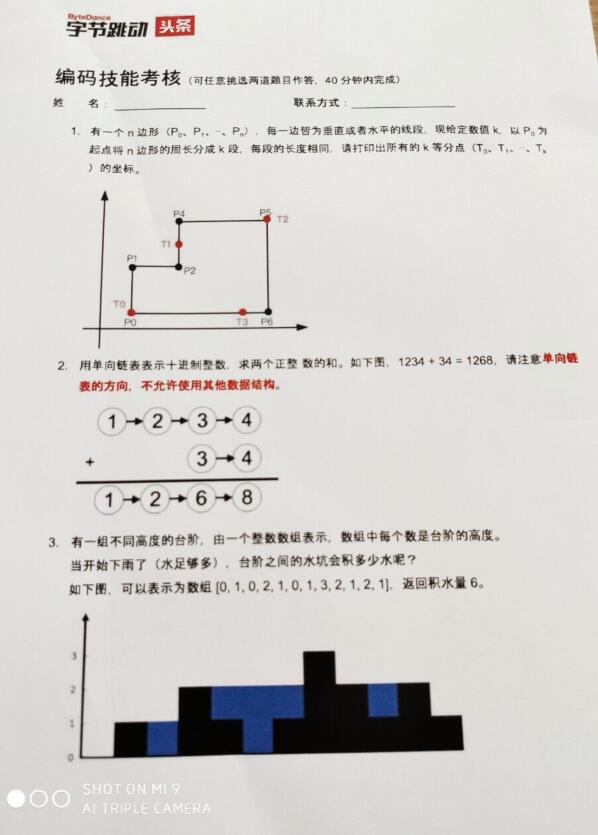 ByteDance
字节跳动 头条
编码技能考核（可任意挑选两道题目作答，40 分钟内完成）
姓 名： 联系方式：
1. 有一个 n 边形（P₀、P₁、…、Pₙ），每一边皆为垂直或者水平的线段，现给定数值 k，以 P₀ 为
起点将 n 边形的周长分成 k 段，每段的长度相同，请打印出所有的 k 等分点（T₀、T₁、…、Tₖ
）的坐标。
P4 P5 T2
T1
P1 P2
T0
P0 T3 P6
2. 用单向链表表示十进制整数，求两个正整 数的和。如下图，1234 + 34 = 1268，请注意单向链
表的方向，不允许使用其他数据结构。
1 2 3 4
+ 3 4
1 2 6 8
3. 有一组不同高度的台阶，由一个整数数组表示，数组中每个数是台阶的高度。
当开始下雨了（水足够多），台阶之间的水坑会积多少水呢？
如下图，可以表示为数组 [0, 1, 0, 2, 1, 0, 1, 3, 2, 1, 2, 1]，返回积水量 6。
3
2
1
0
SHOT ON MI 9
AI TRIPLE CAMERA